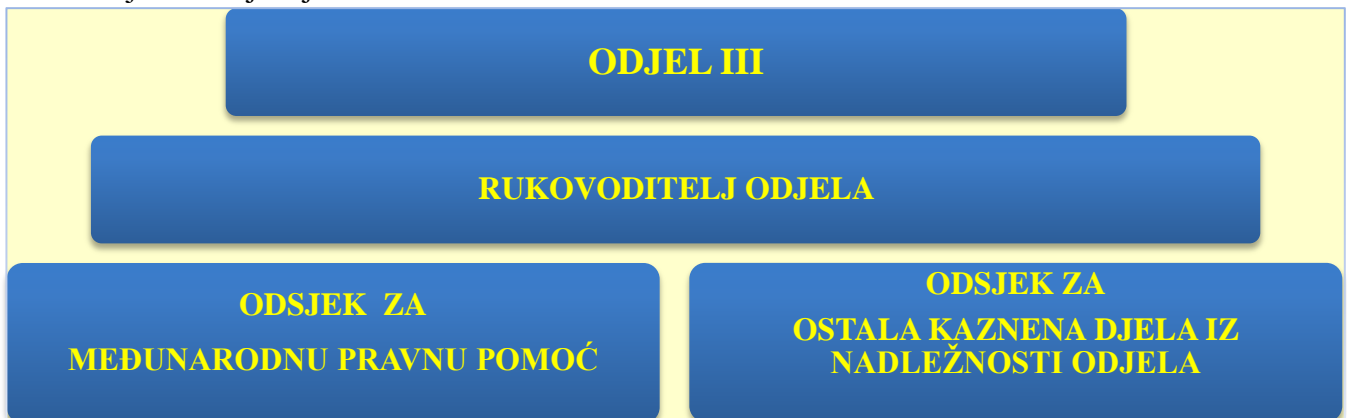 ODJEL III
RUKOVODITELJ ODJELA
ODSJEK ZA
MEĐUNARODNU PRAVNU POMOĆ
ODSJEK ZA
OSTALA KAZNENA DJELA IZ
NADLEŽNOSTI ODJELA